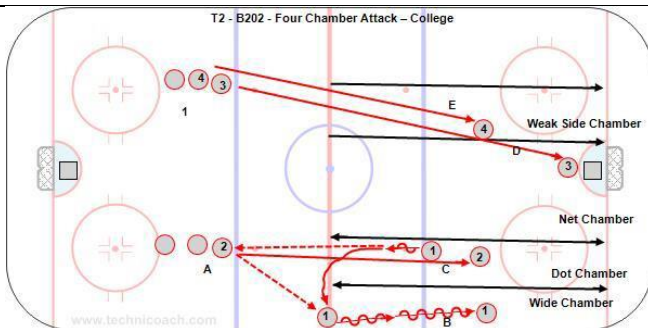 T2 - B202 - Four Chamber Attack – College
4
3
1
E
4
Weak Side Chamber
D
3
Net Chamber
2
1
2
A
C
Dot Chamber
Wide Chamber
1
1
B
www.technicoach.com